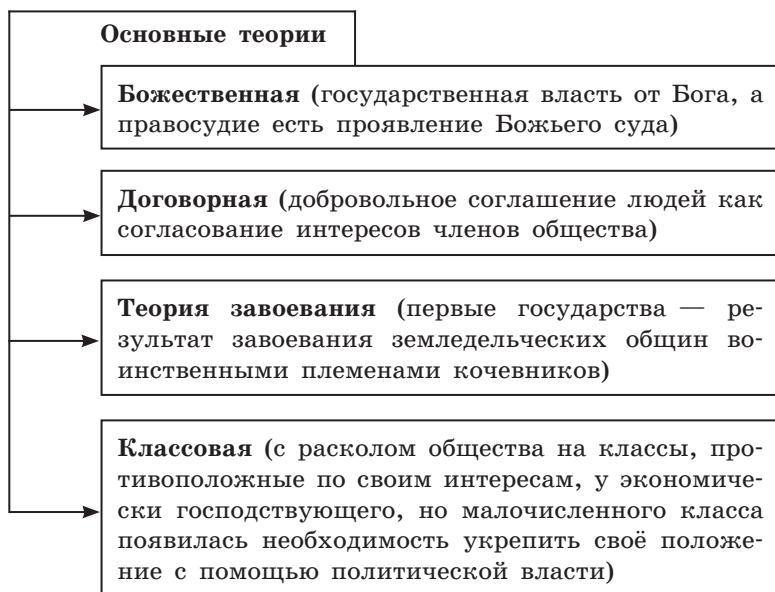 Основные теории
Божественная (государственная власть от Бога, а
правосудие есть проявление Божьего суда)
Договорная (добровольное соглашение людей как
согласование интересов членов общества)
Теория завоевания (первые государства — ре-
зультат завоевания земледельческих общин во-
инственными племенами кочевников)
Классовая (с расколом общества на классы, про-
тивоположные по своим интересам, у экономиче-
ски господствующего, но малочисленного класса
появилась необходимость укрепить своё положе-
ние с помощью политической власти)